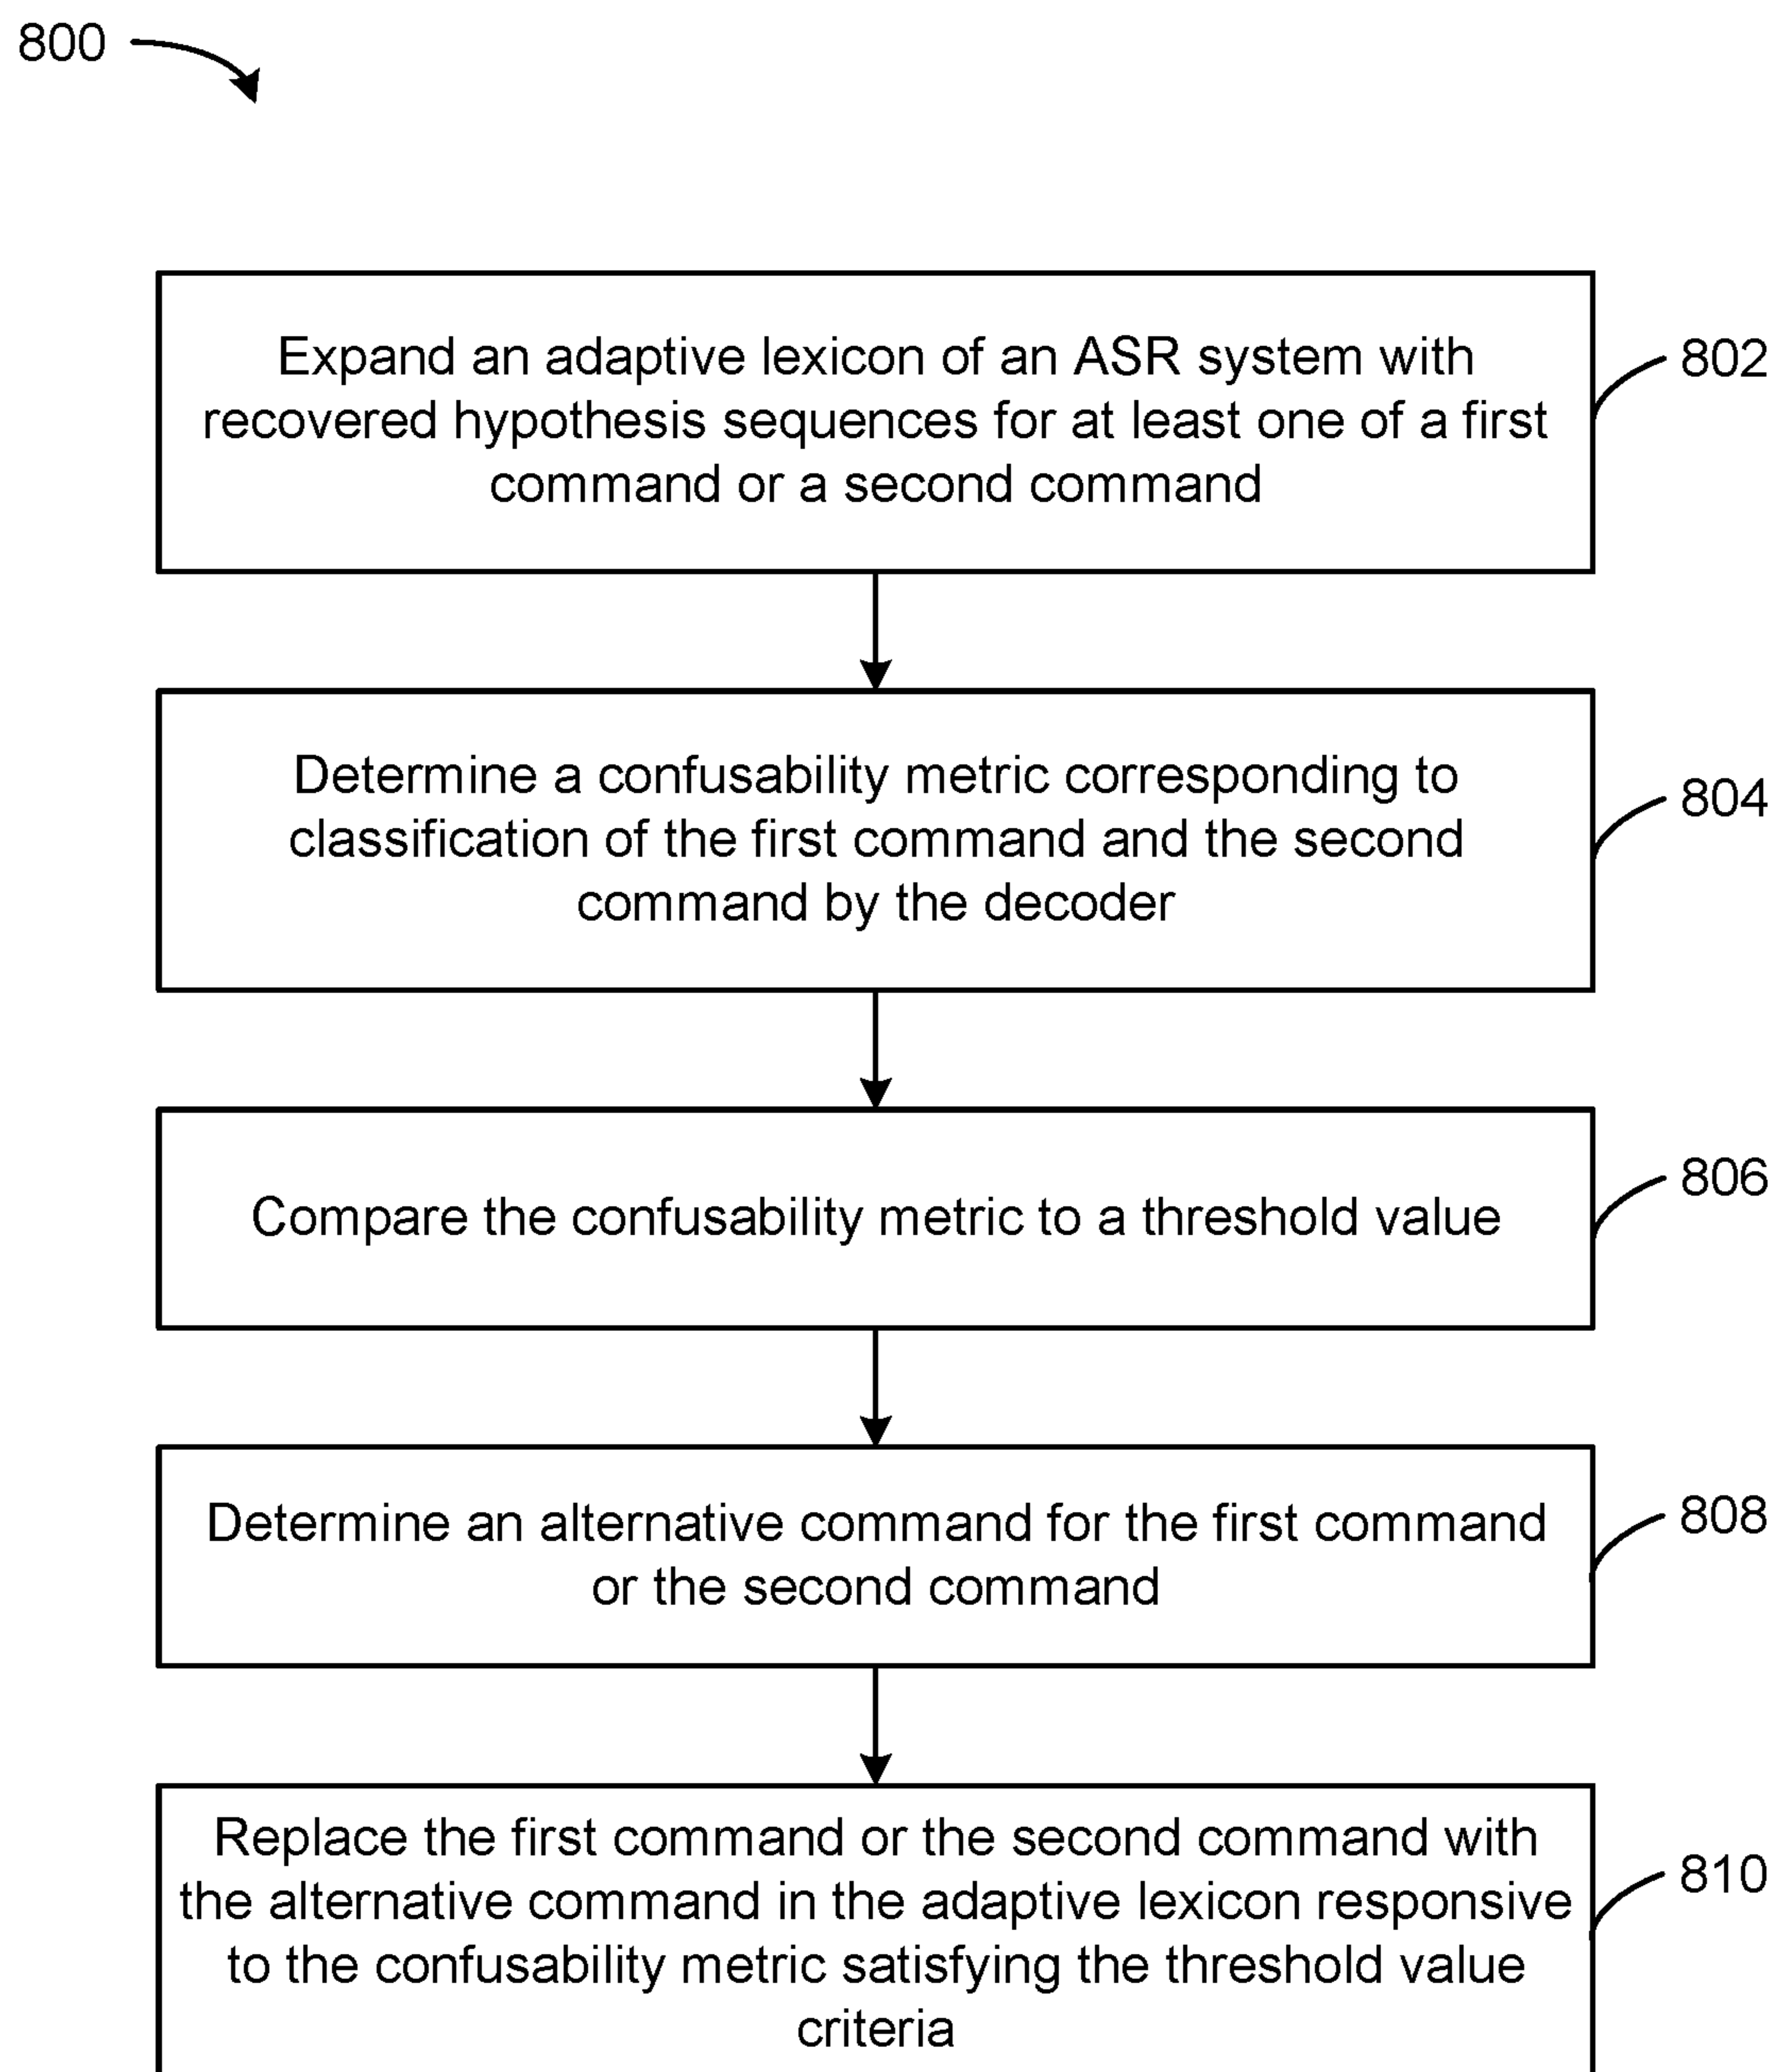 800
Expand an adaptive lexicon of an ASR system with
recovered hypothesis sequences for at least one of a first
command or a second command
802
Determine a confusability metric corresponding to
classification of the first command and the second
command by the decoder
804
Compare the confusability metric to a threshold value
806
Determine an alternative command for the first command
or the second command
808
Replace the first command or the second command with
the alternative command in the adaptive lexicon responsive
to the confusability metric satisfying the threshold value
criteria
810